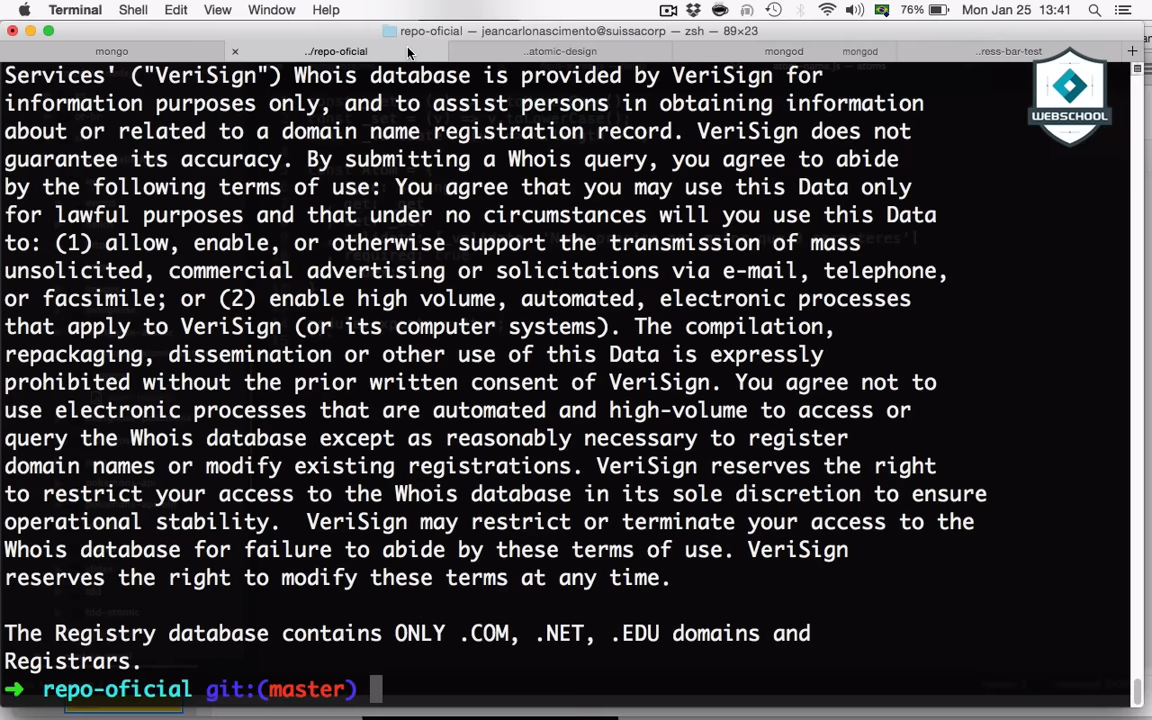 Terminal Shell Edit View Window Help 76% Mon Jan 25 13:41
repo-oficial — jeancarlonascimento@suissacorp — zsh — 89×23
mongo ../repo-oficial ..atomic-design mongod mongod ..ress-bar-test
Services' ("VeriSign") Whois database is provided by VeriSign for
information purposes only, and to assist persons in obtaining information
about or related to a domain name registration record. VeriSign does not
guarantee its accuracy. By submitting a Whois query, you agree to abide
by the following terms of use: You agree that you may use this Data only
for lawful purposes and that under no circumstances will you use this Data
to: (1) allow, enable, or otherwise support the transmission of mass
unsolicited, commercial advertising or solicitations via e-mail, telephone,
or facsimile; or (2) enable high volume, automated, electronic processes
that apply to VeriSign (or its computer systems). The compilation,
repackaging, dissemination or other use of this Data is expressly
prohibited without the prior written consent of VeriSign. You agree not to
use electronic processes that are automated and high-volume to access or
query the Whois database except as reasonably necessary to register
domain names or modify existing registrations. VeriSign reserves the right
to restrict your access to the Whois database in its sole discretion to ensure
operational stability.  VeriSign may restrict or terminate your access to the
Whois database for failure to abide by these terms of use. VeriSign
reserves the right to modify these terms at any time.
The Registry database contains ONLY .COM, .NET, .EDU domains and
Registrars.
➜ repo-oficial git:(master)
WEBSCHOOL